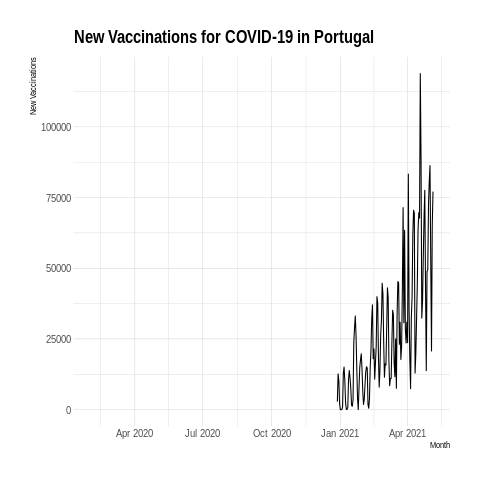 New Vaccinations for COVID-19 in Portugal
New Vaccinations
100000
75000
50000
25000
0
Apr 2020 Jul 2020 Oct 2020 Jan 2021 Apr 2021
Month